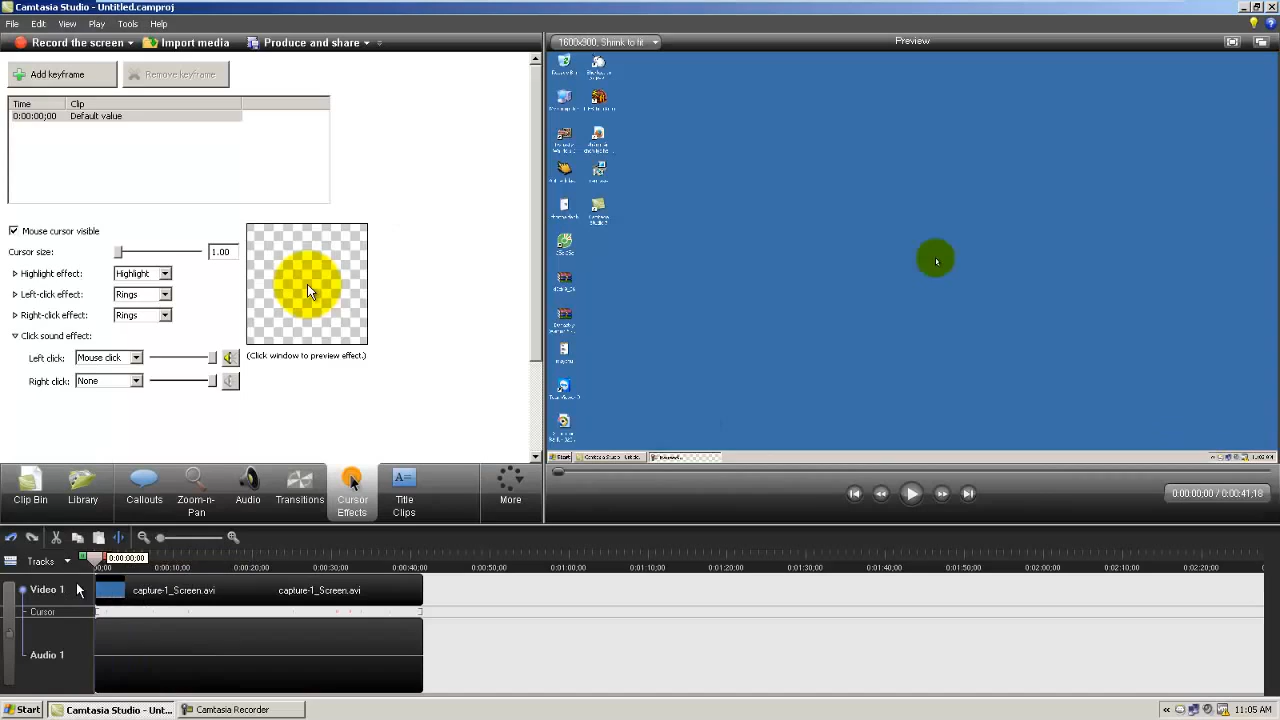 Camtasia Studio - Untitled.camproj
File Edit View Play Tools Help
Record the screen Import media Produce and share
1600x900, Shrink to fit Preview
Add keyframe Remove keyframe
Time Clip
0:00:00;00 Default value
Mouse cursor visible
Cursor size: 1.00
Highlight effect: Highlight
Left-click effect: Rings
Right-click effect: Rings
Click sound effect:
Left click: Mouse click
(Click window to preview effect.)
Right click: None
Recycle Bin
Start
Clip Bin Library Callouts Zoom-n-Pan Audio Transitions Cursor Effects A= Title Clips More
0:00:00;00 / 0:00:41;18
Tracks 0:00:00;00
00;00 0:00:10;00 0:00:20;00 0:00:30;00 0:00:40;00 0:00:50;00 0:01:00;00 0:01:10;00 0:01:20;00 0:01:30;00 0:01:40;00 0:01:50;00 0:02:00;00 0:02:10;00 0:02:20;00
Video 1 capture-1_Screen.avi capture-1_Screen.avi
Cursor
Audio 1
Start Camtasia Studio - Unt... Camtasia Recorder « 11:05 AM